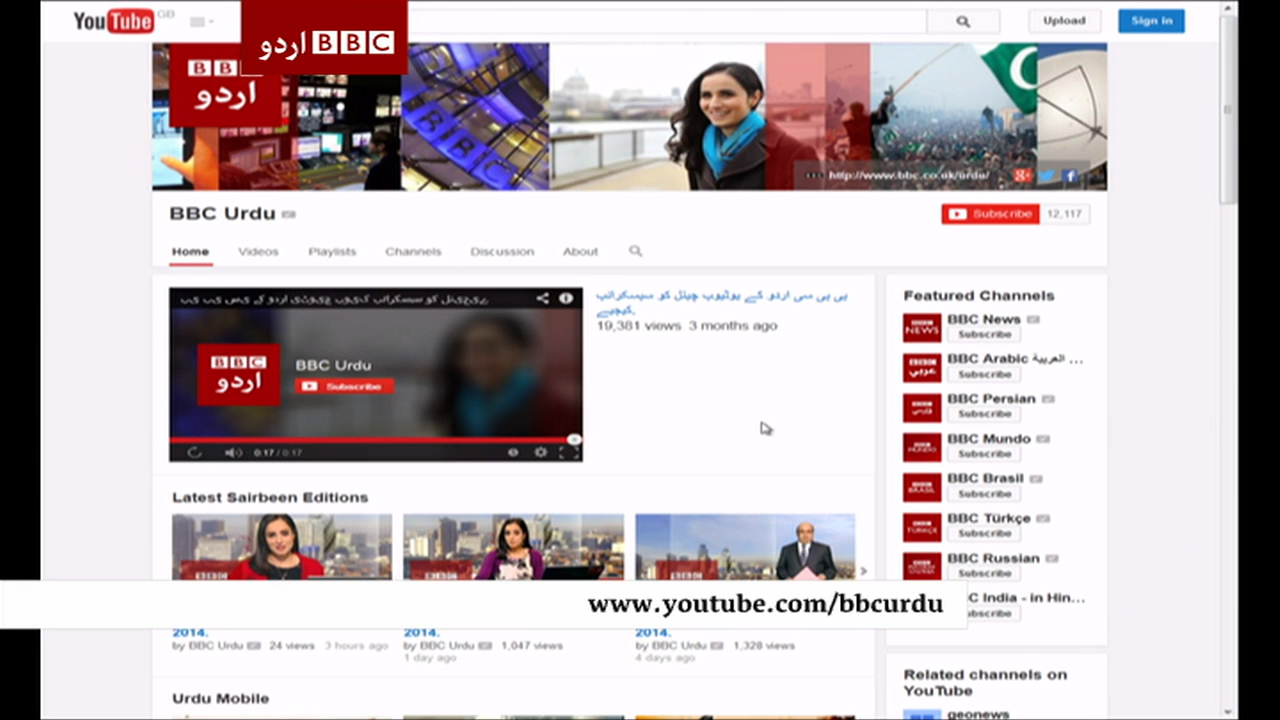 YouTube GB
Upload
Sign in
BBC اردو
BBC
اردو
BBC
http://www.bbc.co.uk/urdu/
BBC Urdu
Subscribe 12,117
Home Videos Playlists Channels Discussion About
بی بی سی اردو کے یوٹیوب چینل کو سبسکرائب
کیجیے.
19,381 views 3 months ago
BBC
اردو
BBC Urdu
Subscribe
0:17 / 0:17
Featured Channels
BBC News
Subscribe
NEWS
BBC Arabic العربية ...
Subscribe
عربي
BBC Persian
Subscribe
BBC Mundo
Subscribe
MUNDO
BBC Brasil
Subscribe
BRASIL
BBC Türkçe
Subscribe
TÜRKÇE
BBC Russian
Subscribe
C India - in Hin...
bscribe
Latest Sairbeen Editions
www.youtube.com/bbcurdu
2014.
by BBC Urdu 24 views 3 hours ago
2014.
by BBC Urdu 1,047 views
1 day ago
2014.
by BBC Urdu 1,328 views
4 days ago
Urdu Mobile
Related channels on
YouTube
geonews